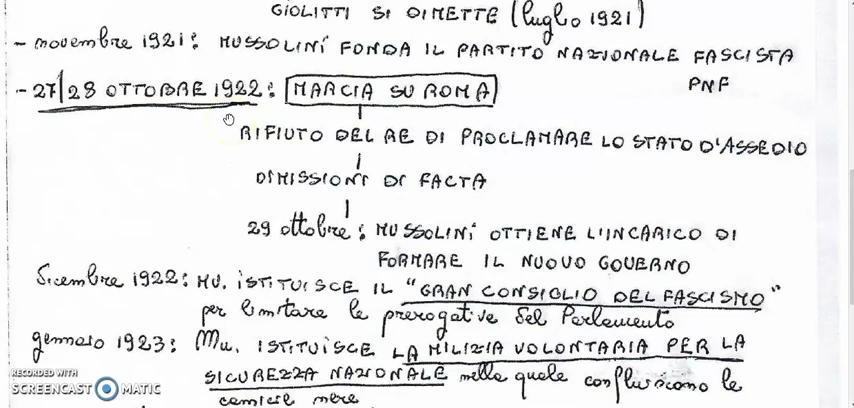 GIOLITTI SI DIMETTE (luglio 1921)
- novembre 1921: MUSSOLINI FONDA IL PARTITO NAZIONALE FASCISTA
PNF
- 27/28 OTTOBRE 1922: MARCIA SU ROMA
RIFIUTO DEL RE DI PROCLAMARE LO STATO D'ASSEDIO
DIMISSIONI DI FACTA
29 ottobre: MUSSOLINI OTTIENE L'INCARICO DI
FORMARE IL NUOVO GOVERNO
Dicembre 1922: MU. ISTITUISCE IL "GRAN CONSIGLIO DEL FASCISMO"
per limitare le prerogative del Parlamento
gennaio 1923: Mu. ISTITUISCE LA MILIZIA VOLONTARIA PER LA
SICUREZZA NAZIONALE nella quale confluiscono le
camicie nere
RECORDED WITH
SCREENCAST MATIC